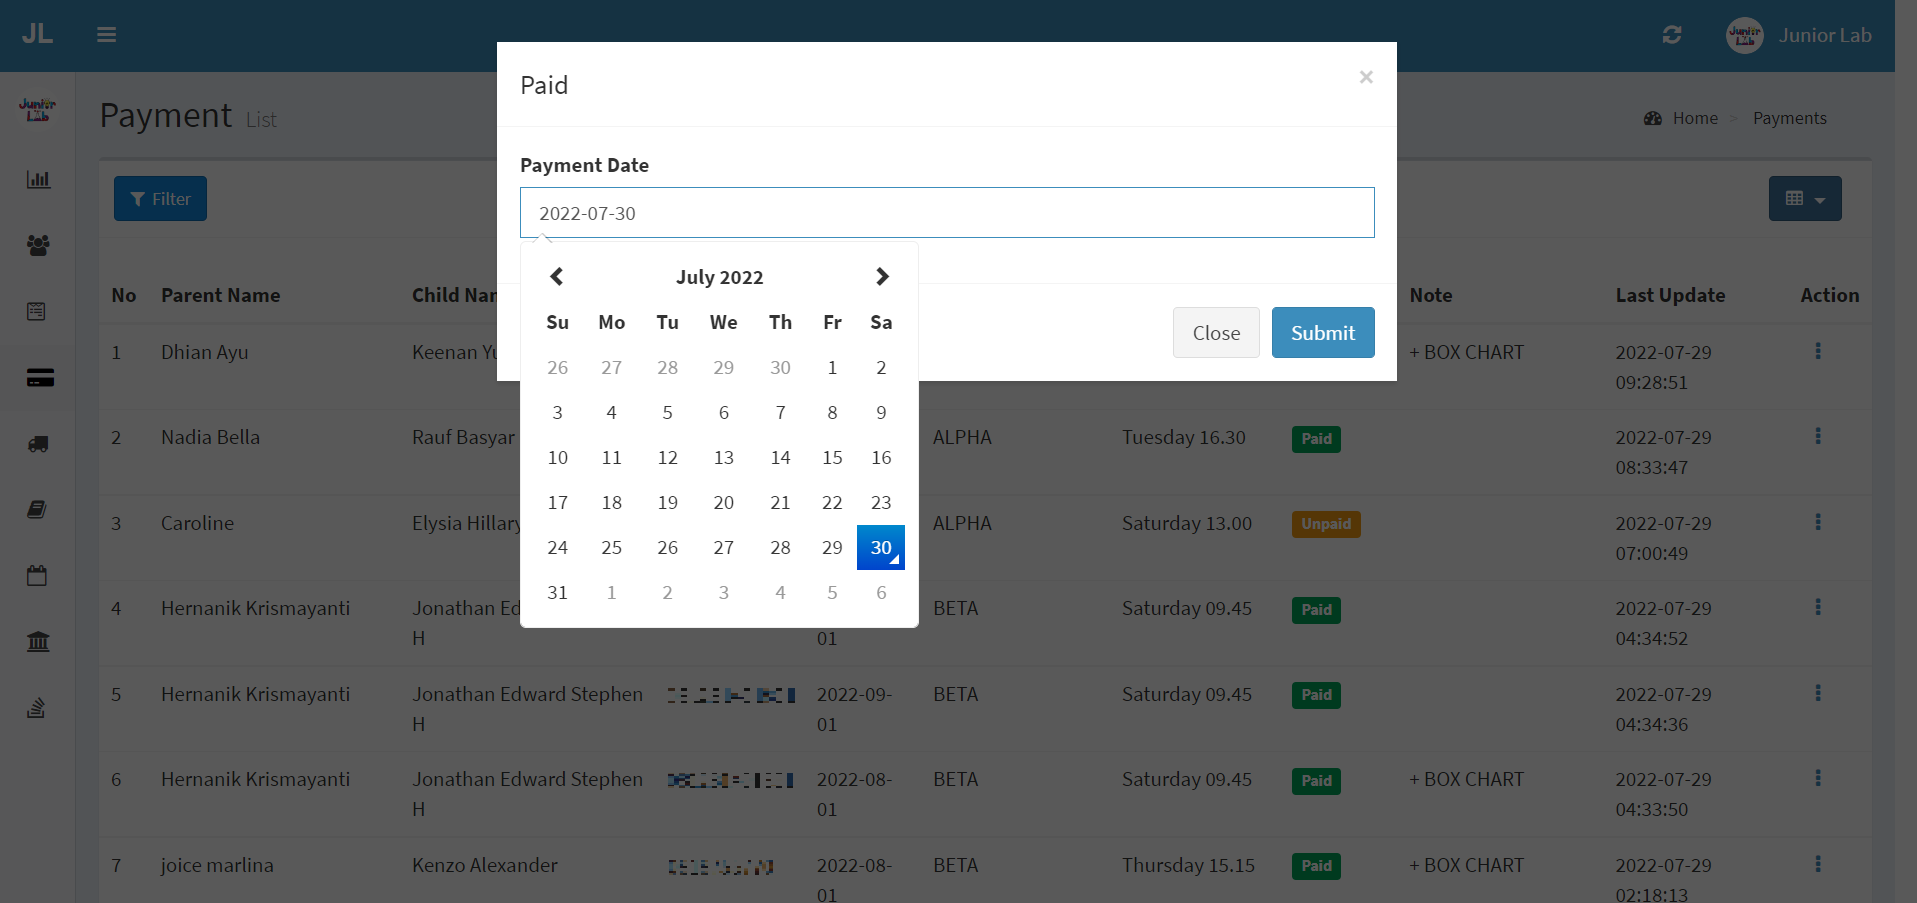 JL
Junior Lab
Junior Lab
Payment List
Home > Payments
Filter
Paid ×
Payment Date
2022-07-30
July 2022
Su Mo Tu We Th Fr Sa
26 27 28 29 30 1 2
3 4 5 6 7 8 9
10 11 12 13 14 15 16
17 18 19 20 21 22 23
24 25 26 27 28 29 30
31 1 2 3 4 5 6
Close Submit
No Parent Name Child Note Last Update Action
1 Dhian Ayu Keenan + BOX CHART 2022-07-29
09:28:51
2 Nadia Bella Rauf Basyar ALPHA Tuesday 16.30 Paid 2022-07-29
08:33:47
3 Caroline Elysia Hillary ALPHA Saturday 13.00 Unpaid 2022-07-29
07:00:49
4 Hernanik Krismayanti Jonathan BETA Saturday 09.45 Paid 2022-07-29
H 01 04:34:52
5 Hernanik Krismayanti Jonathan Edward Stephen 2022-09- BETA Saturday 09.45 Paid 2022-07-29
H 01 04:34:36
6 Hernanik Krismayanti Jonathan Edward Stephen 2022-08- BETA Saturday 09.45 Paid + BOX CHART 2022-07-29
H 01 04:33:50
7 joice marlina Kenzo Alexander 2022-08- BETA Thursday 15.15 Paid + BOX CHART 2022-07-29
01 02:18:13